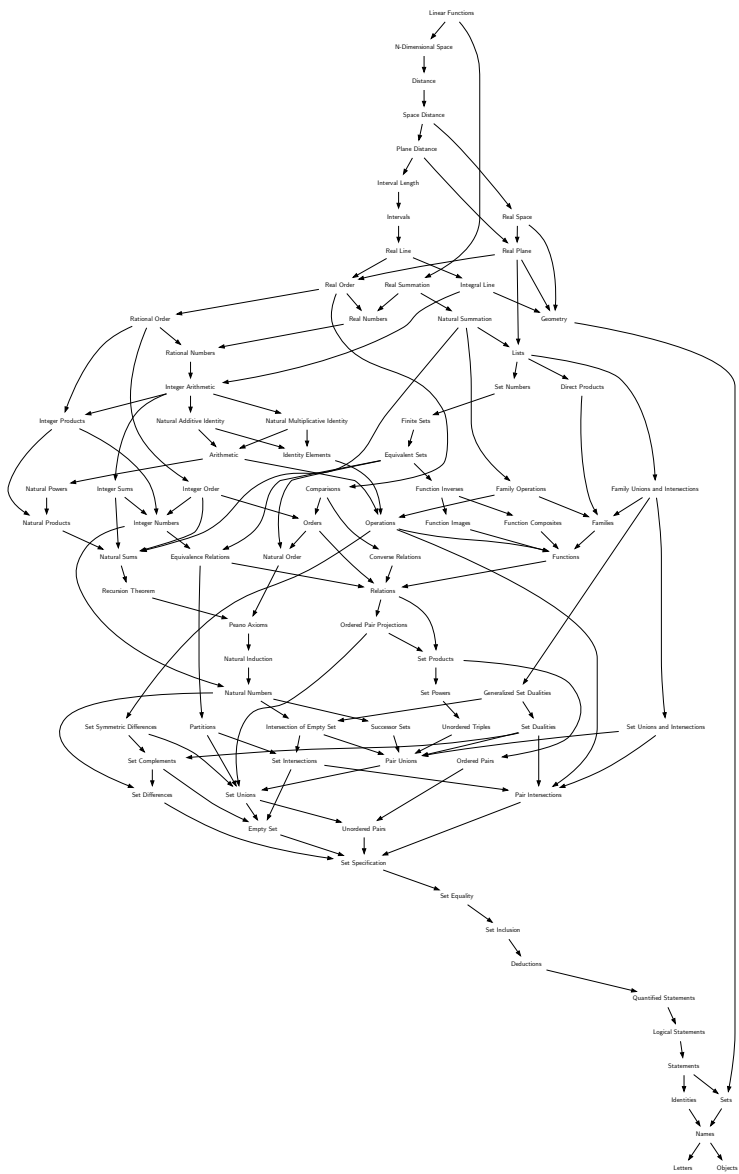 Linear Functions
N-Dimensional Space
Distance
Space Distance
Plane Distance
Interval Length
Intervals
Real Space
Real Line
Real Plane
Real Order
Real Summation
Integral Line
Rational Order
Real Numbers
Natural Summation
Geometry
Rational Numbers
Lists
Integer Arithmetic
Set Numbers
Direct Products
Integer Products
Natural Additive Identity
Natural Multiplicative Identity
Finite Sets
Arithmetic
Identity Elements
Equivalent Sets
Natural Powers
Integer Sums
Integer Order
Comparisons
Function Inverses
Family Operations
Family Unions and Intersections
Natural Products
Integer Numbers
Orders
Operations
Function Images
Function Composites
Families
Natural Sums
Equivalence Relations
Natural Order
Converse Relations
Functions
Recursion Theorem
Relations
Peano Axioms
Ordered Pair Projections
Natural Induction
Set Products
Natural Numbers
Set Powers
Generalized Set Dualities
Set Symmetric Differences
Partitions
Intersection of Empty Set
Successor Sets
Unordered Triples
Set Dualities
Set Unions and Intersections
Set Complements
Set Intersections
Pair Unions
Ordered Pairs
Set Differences
Set Unions
Pair Intersections
Empty Set
Unordered Pairs
Set Specification
Set Equality
Set Inclusion
Deductions
Quantified Statements
Logical Statements
Statements
Identities
Sets
Names
Letters
Objects